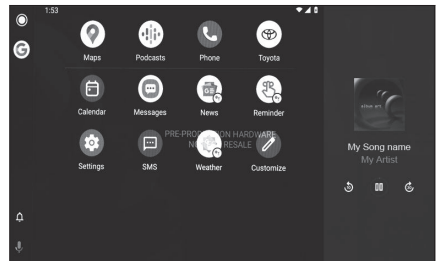 1:53
Maps
Podcasts
Phone
Toyota
Calendar
Messages
News
Reminder
PRE-PRODUCTION HARDWARE
NOT FOR RESALE
Settings
SMS
Weather
Customize
My Song name
My Artist